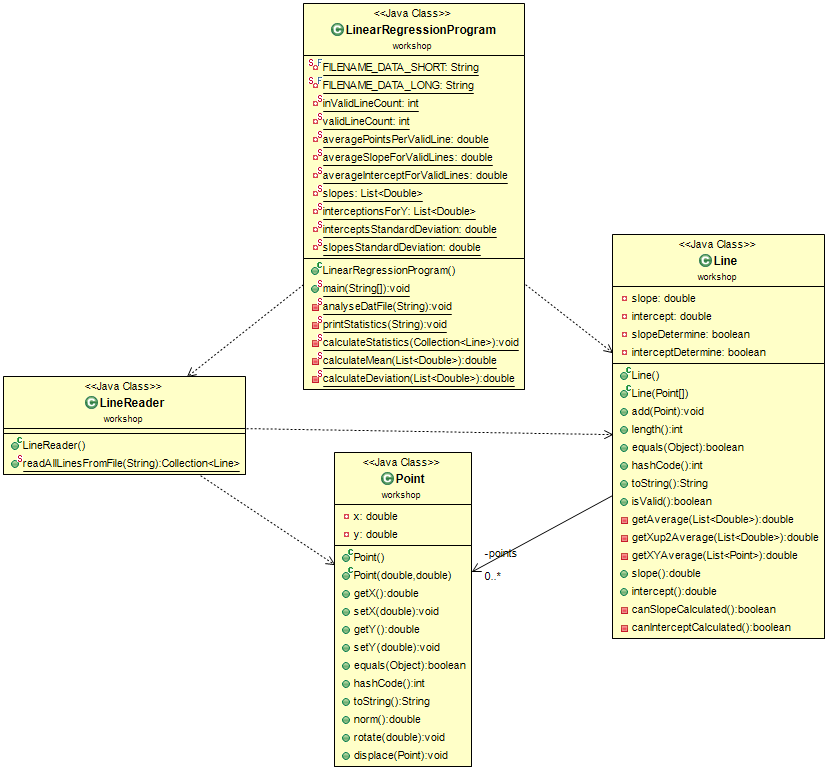 <<Java Class>>
LinearRegressionProgram
workshop
FILENAME_DATA_SHORT: String
FILENAME_DATA_LONG: String
inValidLineCount: int
validLineCount: int
averagePointsPerValidLine: double
averageSlopeForValidLines: double
averageInterceptForValidLines: double
slopes: List<Double>
interceptionsForY: List<Double>
interceptsStandardDeviation: double
slopesStandardDeviation: double
LinearRegressionProgram()
main(String[]):void
analyseDatFile(String):void
printStatistics(String):void
calculateStatistics(Collection<Line>):void
calculateMean(List<Double>):double
calculateDeviation(List<Double>):double
<<Java Class>>
Line
workshop
slope: double
intercept: double
slopeDetermine: boolean
interceptDetermine: boolean
Line()
Line(Point[])
add(Point):void
length():int
equals(Object):boolean
hashCode():int
toString():String
isValid():boolean
getAverage(List<Double>):double
getXup2Average(List<Double>):double
getXYAverage(List<Point>):double
slope():double
intercept():double
canSlopeCalculated():boolean
canInterceptCalculated():boolean
<<Java Class>>
LineReader
workshop
LineReader()
readAllLinesFromFile(String):Collection<Line>
<<Java Class>>
Point
workshop
x: double
y: double
Point()
Point(double,double)
getX():double
setX(double):void
getY():double
setY(double):void
equals(Object):boolean
hashCode():int
toString():String
norm():double
rotate(double):void
displace(Point):void
-points
0..*